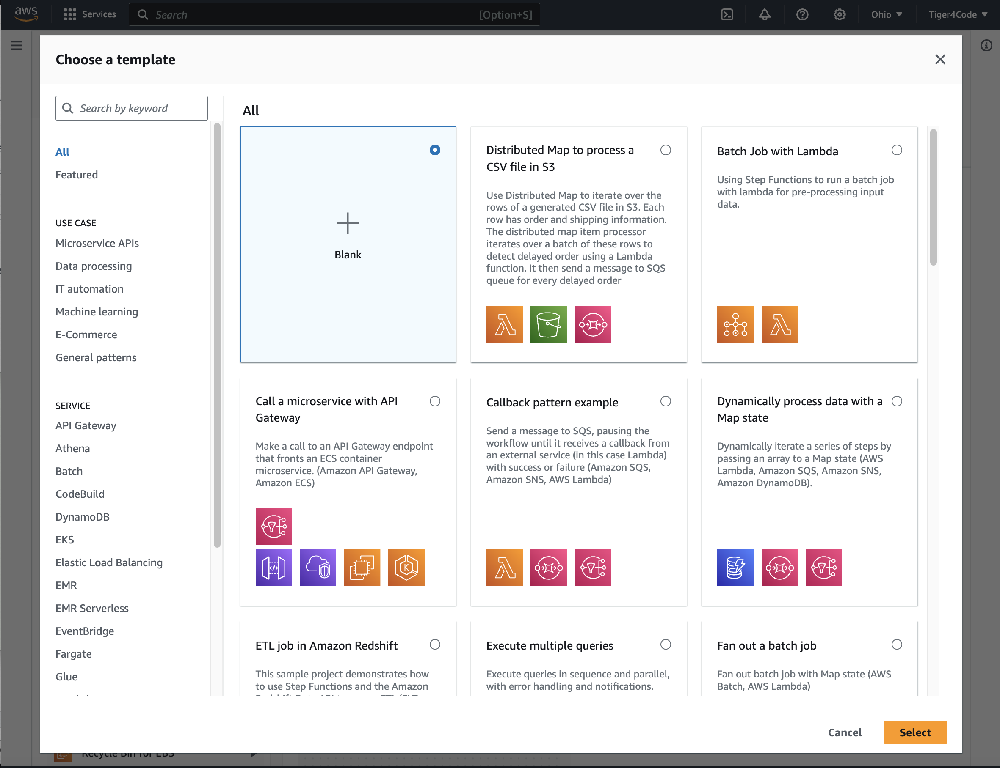 aws
Services
Search
[Option+S]
Ohio
Tiger4Code
Choose a template
Search by keyword
All
Featured
USE CASE
Microservice APIs
Data processing
IT automation
Machine learning
E-Commerce
General patterns
SERVICE
API Gateway
Athena
Batch
CodeBuild
DynamoDB
EKS
Elastic Load Balancing
EMR
EMR Serverless
EventBridge
Fargate
Glue
All
Blank
Distributed Map to process a
CSV file in S3
Use Distributed Map to iterate over the
rows of a generated CSV file in S3. Each
row has order and shipping information.
The distributed map item processor
iterates over a batch of these rows to
detect delayed order using a Lambda
function. It then send a message to SQS
queue for every delayed order
Batch Job with Lambda
Using Step Functions to run a batch job
with lambda for pre-processing input
data.
Call a microservice with API
Gateway
Make a call to an API Gateway endpoint
that fronts an ECS container
microservice. (Amazon API Gateway,
Amazon ECS)
K
Callback pattern example
Send a message to SQS, pausing the
workflow until it receives a callback from
an external service (in this case Lambda)
with success or failure (Amazon SQS,
Amazon SNS, AWS Lambda)
Dynamically process data with a
Map state
Dynamically iterate a series of steps by
passing an array to a Map state (AWS
Lambda, Amazon SQS, Amazon SNS,
Amazon DynamoDB).
ETL job in Amazon Redshift
This sample project demonstrates how
to use Step Functions and the Amazon
Execute multiple queries
Execute queries in sequence and parallel,
with error handling and notifications.
Fan out a batch job
Fan out batch job with Map state (AWS
Batch, AWS Lambda)
Cancel
Select
Recycle Bin for EBS